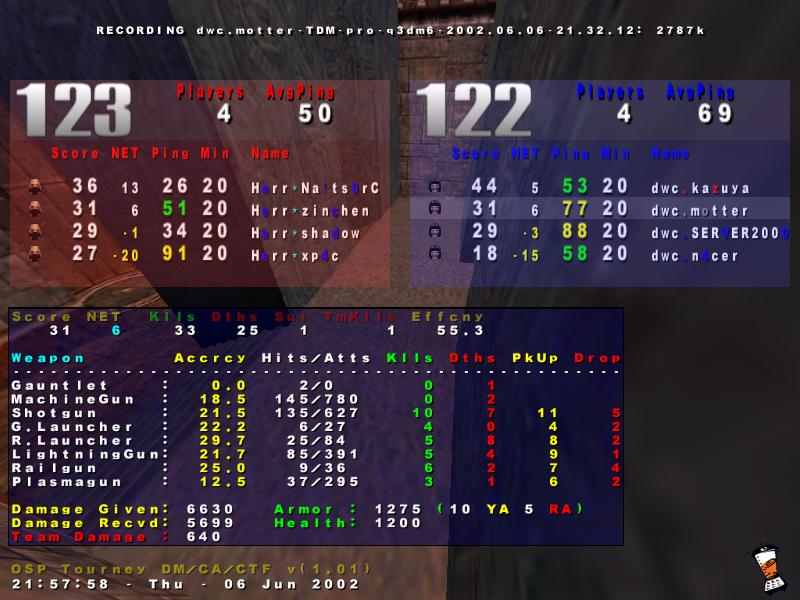 RECORDING dwc.motter-TDM-pro-q3dm6-2002.06.06-21.32.12: 2787k
123 Players 4 AvgPing 50
Score NET Ping Min Name
36 13 26 20 Herr*Na!tsOrC
31 6 51 20 Herr*zinchen
29 -1 34 20 Herr*shadow
27 -20 91 20 Herr*xp4c
122 Players 4 AvgPing 69
Score NET Ping Min Name
44 5 53 20 dwc.kazuya
31 6 77 20 dwc.motter
29 -3 88 20 dwc.SERVER2000
18 -15 58 20 dwc.n4cer
Score NET Klls Dths Sui TmKlls Effcny
31 6 33 25 1 1 55.3
Weapon Accrcy Hits/Atts Klls Dths PkUp Drop
Gauntlet : 0.0 2/0 0 1
MachineGun : 18.5 145/780 0 2
Shotgun : 21.5 135/627 10 7 11 5
G.Launcher : 22.2 6/27 4 0 4 2
R.Launcher : 29.7 25/84 5 8 8 2
LightningGun: 21.7 85/391 5 4 9 1
Railgun : 25.0 9/36 6 2 7 4
Plasmagun : 12.5 37/295 3 1 6 2
Damage Given: 6630 Armor : 1275 (10 YA 5 RA)
Damage Recvd: 5699 Health: 1200
Team Damage : 640
OSP Tourney DM/CA/CTF v(1.01)
21:57:58 - Thu - 06 Jun 2002